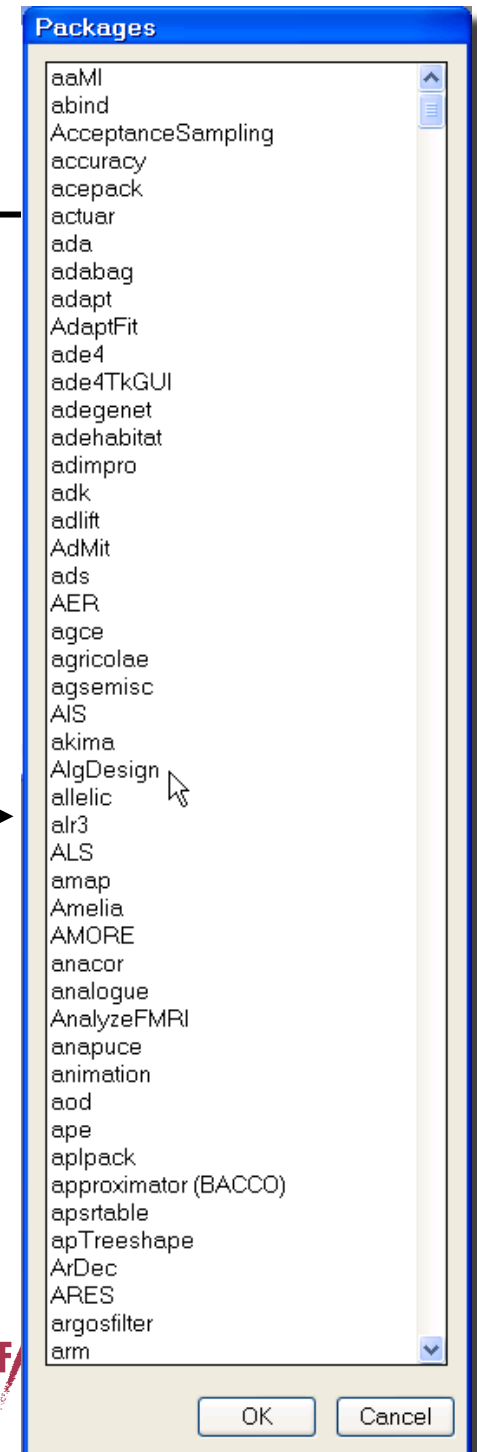 Packages
aaMI
abind
AcceptanceSampling
accuracy
acepack
actuar
ada
adabag
adapt
AdaptFit
ade4
ade4TkGUI
adegenet
adehabitat
adimpro
adk
adlift
AdMit
ads
AER
agce
agricolae
agsemisc
AIS
akima
AlgDesign
allelic
alr3
ALS
amap
Amelia
AMORE
anacor
analogue
AnalyzeFMRI
anapuce
animation
aod
ape
aplpack
approximator (BACCO)
apsrtable
apTreeshape
ArDec
ARES
argosfilter
arm
F
OK Cancel